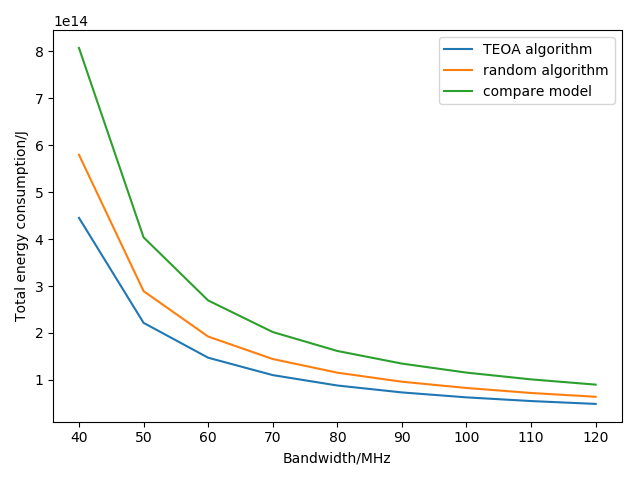 1e14
8
7
6
5
4
3
2
1
Total energy consumption/J
TEOA algorithm
random algorithm
compare model
40 50 60 70 80 90 100 110 120
Bandwidth/MHz